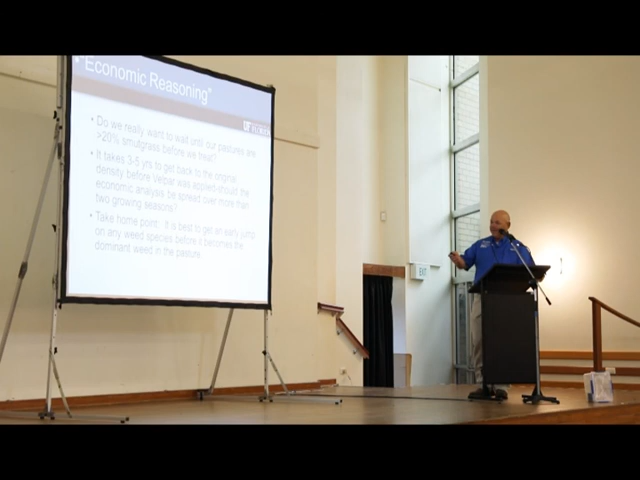 • "Economic Reasoning"
UF FLORIDA
• Do we really want to wait until our pastures are
>20% smutgrass before we treat?
• It takes 3-5 yrs to get back to the original
density before Velpar was applied-should the
economic analysis be spread over more than
two growing seasons?
• Take home point: It is best to get an early jump
on any weed species before it becomes the
dominant weed in the pasture.
EXIT